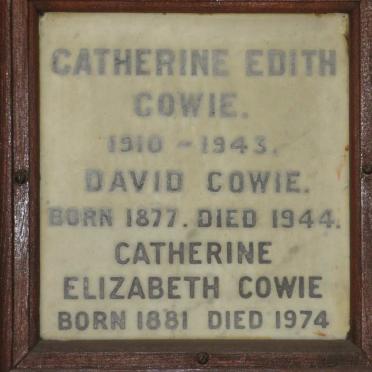 CATHERINE EDITH
COWIE.
1910 - 1943.
DAVID COWIE.
BORN 1877. DIED 1944.
CATHERINE
ELIZABETH COWIE
BORN 1881 DIED 1974